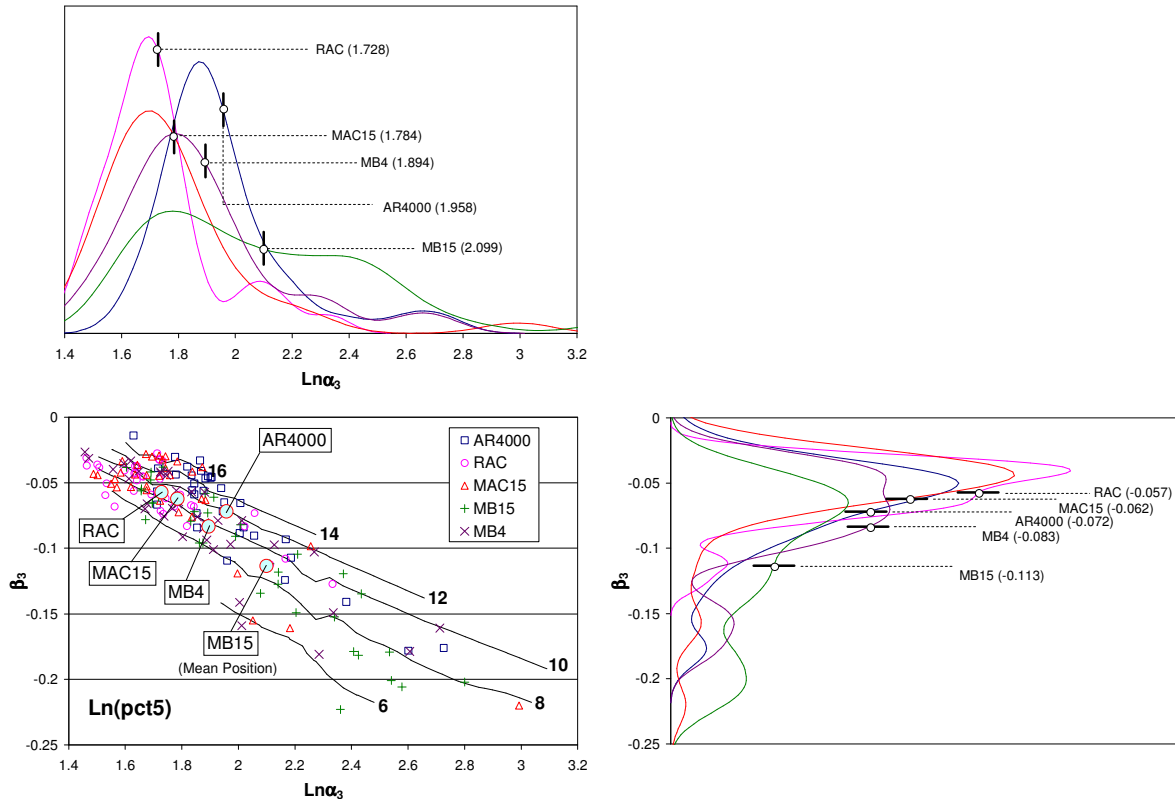 RAC (1.728)
MAC15 (1.784)
MB4 (1.894)
AR4000 (1.958)
MB15 (2.099)
1.4 1.6 1.8 2 2.2 2.4 2.6 2.8 3 3.2
Lnα₃
0
-0.05
-0.1
-0.15
-0.2
-0.25
β₃
AR4000
RAC
MAC15
MB15
MB4
AR4000
16
RAC
14
MAC15
MB4
12
MB15
(Mean Position)
10
8
6
Ln(pct5)
1.4 1.6 1.8 2 2.2 2.4 2.6 2.8 3 3.2
Lnα₃
0
-0.05
-0.1
-0.15
-0.2
-0.25
β₃
RAC (-0.057)
MAC15 (-0.062)
AR4000 (-0.072)
MB4 (-0.083)
MB15 (-0.113)